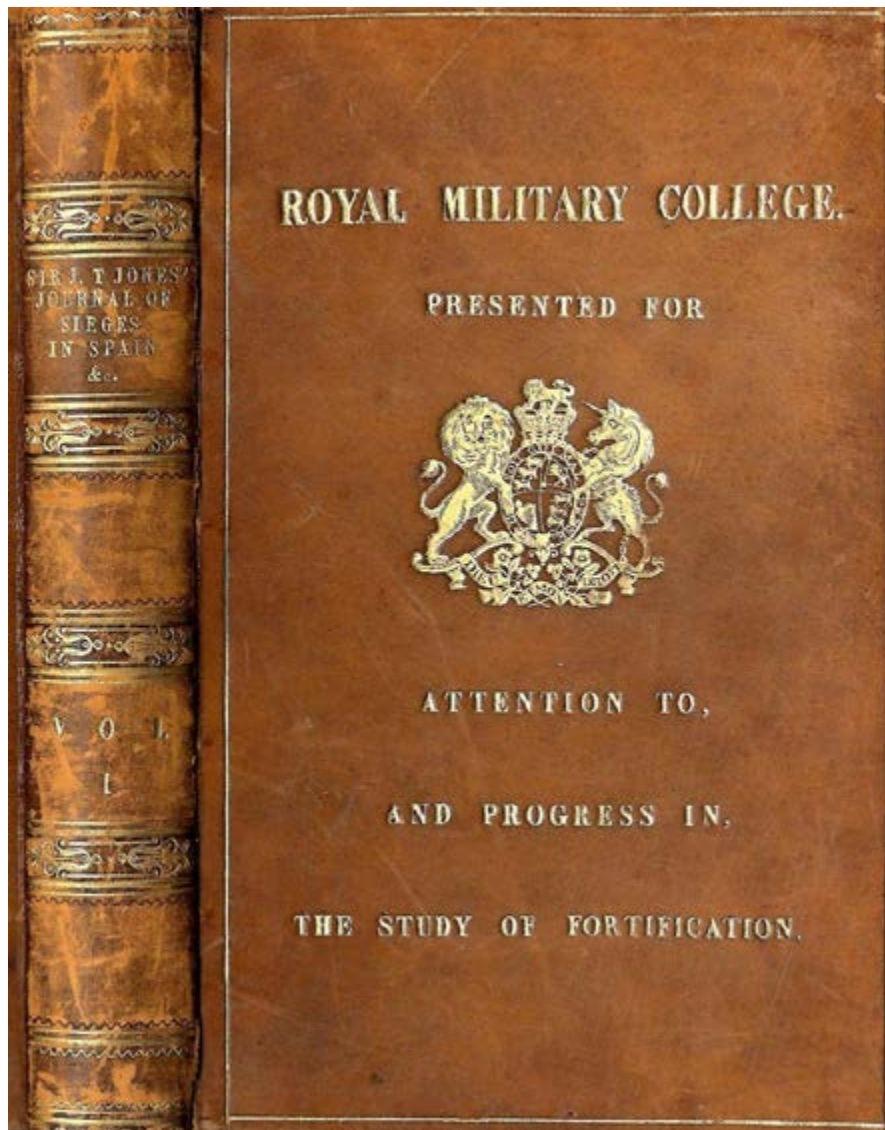 SIR J. T JONES'
JOURNAL OF
SIEGES
IN SPAIN
&c.
VOL
I
ROYAL MILITARY COLLEGE.
PRESENTED FOR
ATTENTION TO,
AND PROGRESS IN,
THE STUDY OF FORTIFICATION.